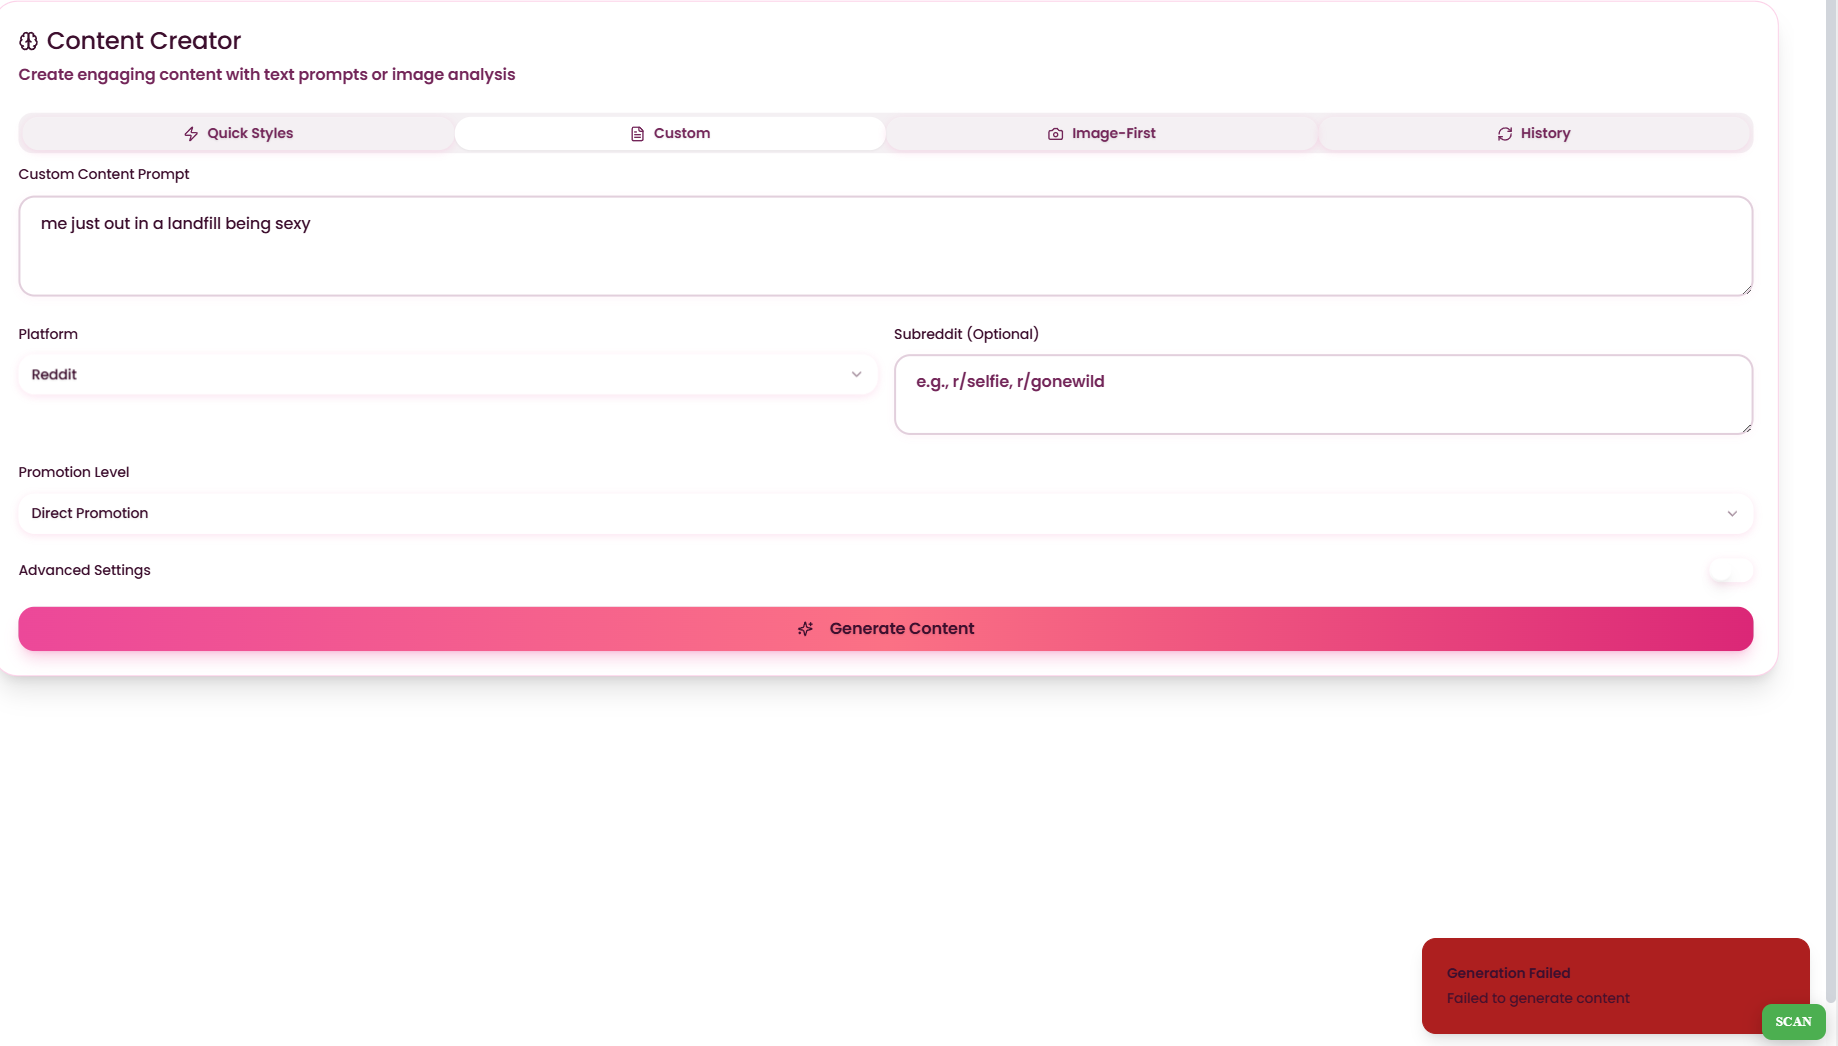 Content Creator
Create engaging content with text prompts or image analysis
Quick Styles
Custom
Image-First
History
Custom Content Prompt
me just out in a landfill being sexy
Platform
Subreddit (Optional)
Reddit
e.g., r/selfie, r/gonewild
Promotion Level
Direct Promotion
Advanced Settings
Generate Content
Generation Failed
Failed to generate content
SCAN